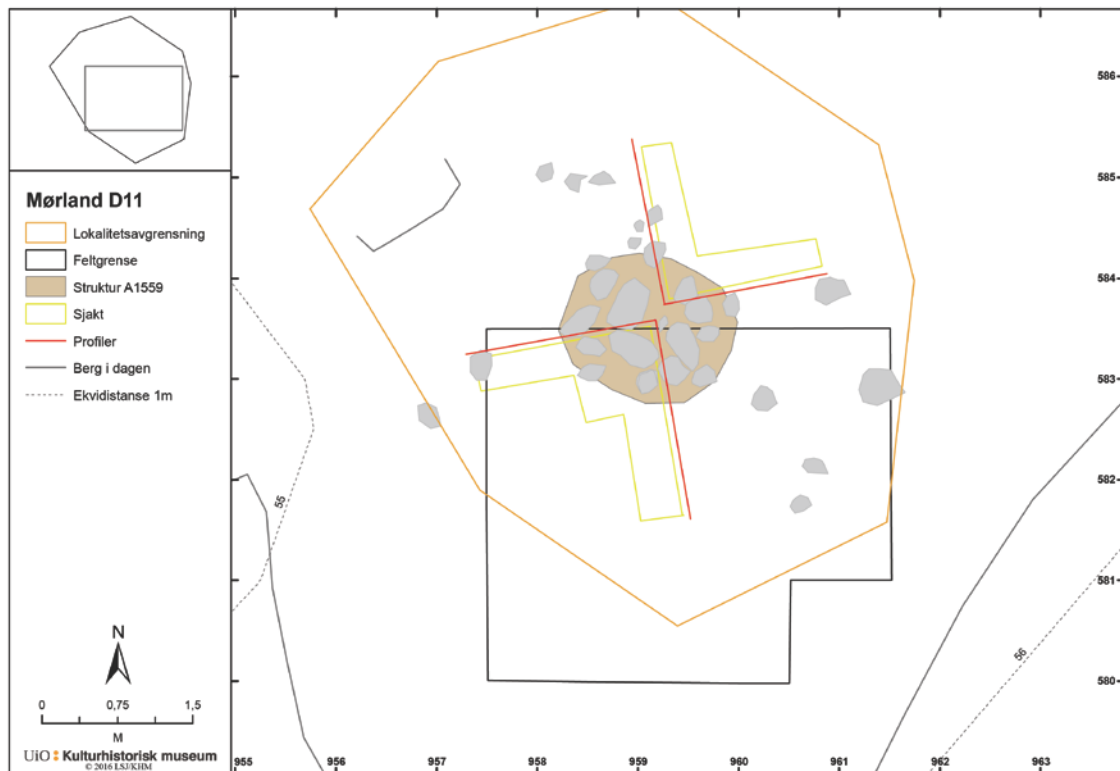 Mørland D11
Lokalitetsavgrensning
Feltgrense
Struktur A1559
Sjakt
Profiler
Berg i dagen
Ekvidistanse 1m
N
0 0,75 1,5
M
UiO Kulturhistorisk museum
© 2016 LSJ/KHM
586
585
584
583
582
581
580
55
56
955 956 957 958 959 960 961 962 963